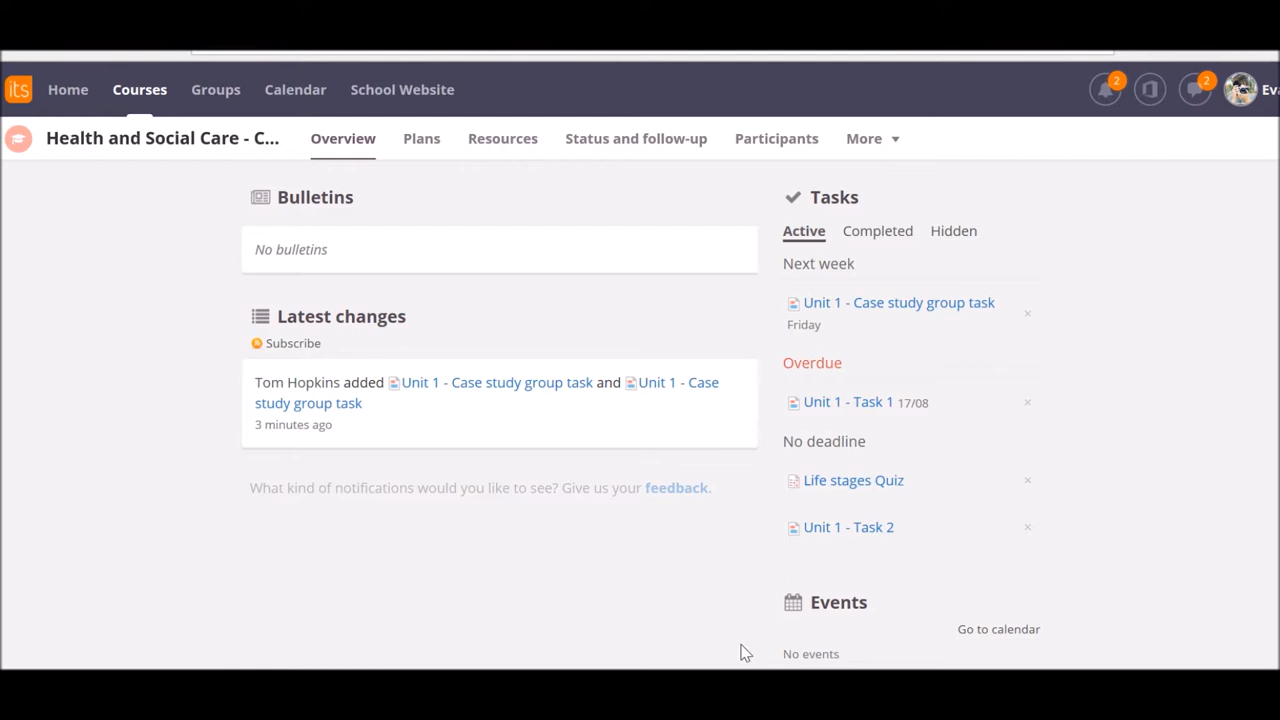 its
Home
Courses
Groups
Calendar
School Website
2
2
Eva
Health and Social Care - C...
Overview
Plans
Resources
Status and follow-up
Participants
More
Bulletins
No bulletins
Latest changes
Subscribe
Tom Hopkins added Unit 1 - Case study group task and Unit 1 - Case
study group task
3 minutes ago
What kind of notifications would you like to see? Give us your feedback.
Tasks
Active
Completed
Hidden
Next week
Unit 1 - Case study group task
Friday
Overdue
Unit 1 - Task 1 17/08
No deadline
Life stages Quiz
Unit 1 - Task 2
Events
Go to calendar
No events